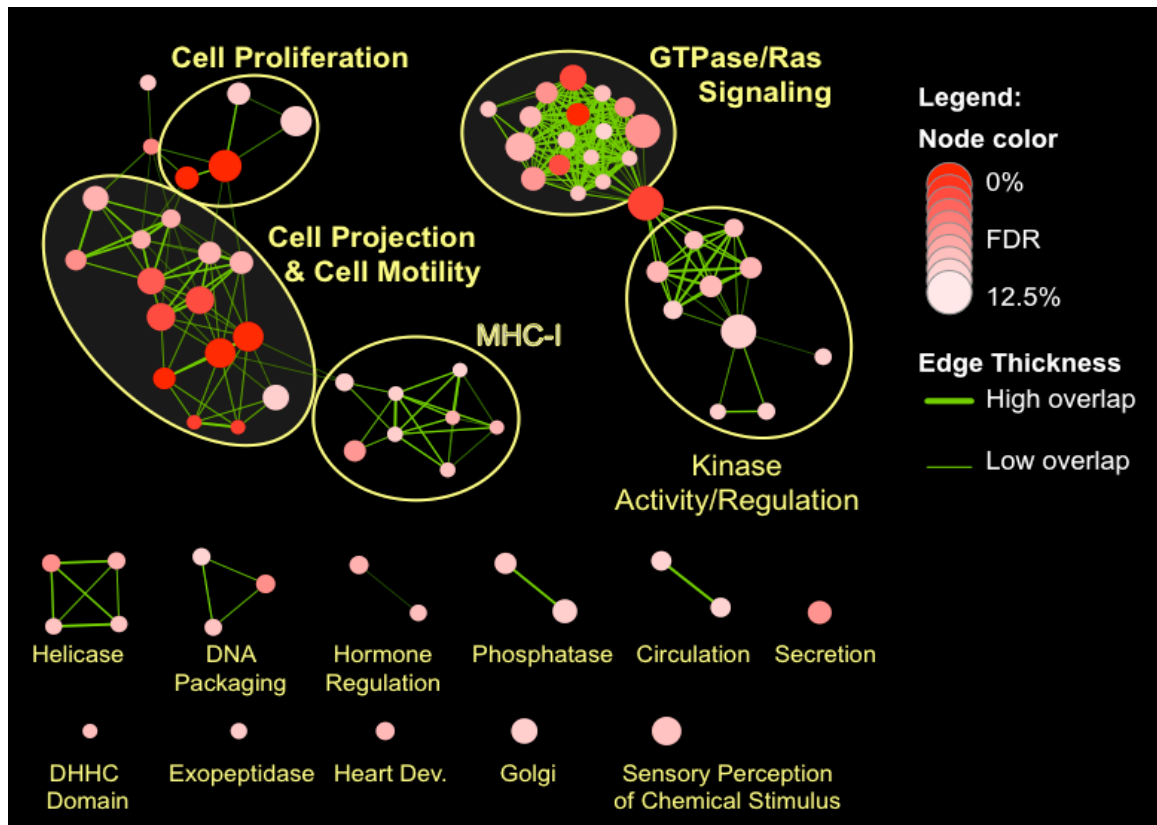 Cell Proliferation
GTPase/Ras
Signaling
Legend:
Node color
0%
FDR
12.5%
Cell Projection
& Cell Motility
MHC-I
Edge Thickness
High overlap
Low overlap
Kinase
Activity/Regulation
Helicase
DNA
Packaging
Hormone
Regulation
Phosphatase
Circulation
Secretion
DHHC
Domain
Exopeptidase
Heart Dev.
Golgi
Sensory Perception
of Chemical Stimulus